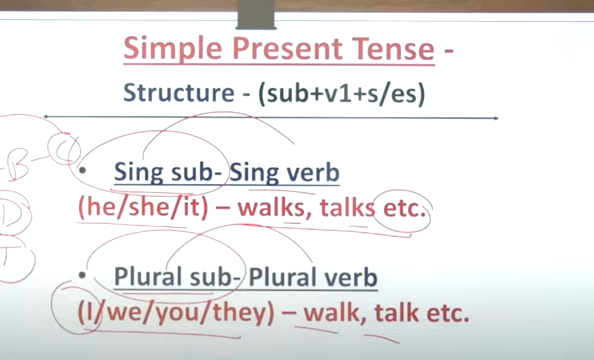 Simple Present Tense -
Structure - (sub+v1+s/es)
• Sing sub- Sing verb
(he/she/it) – walks, talks etc.
• Plural sub- Plural verb
(I/we/you/they) – walk, talk etc.
B - C
D
I